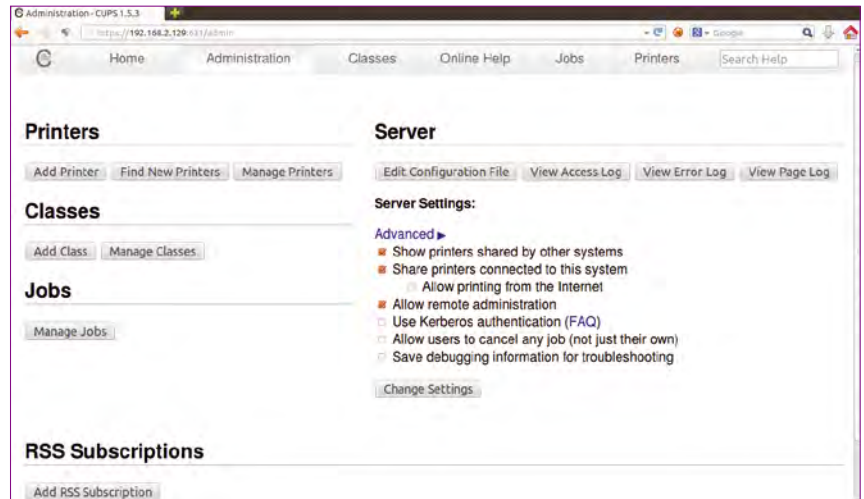 Administration - CUPS 1.5.3
https://192.168.2.129:631/admin
Google
Home Administration Classes Online Help Jobs Printers Search Help
Printers
Add Printer Find New Printers Manage Printers
Classes
Add Class Manage Classes
Jobs
Manage Jobs
Server
Edit Configuration File View Access Log View Error Log View Page Log
Server Settings:
Advanced ▸
Show printers shared by other systems
Share printers connected to this system
Allow printing from the Internet
Allow remote administration
Use Kerberos authentication (FAQ)
Allow users to cancel any job (not just their own)
Save debugging information for troubleshooting
Change Settings
RSS Subscriptions
Add RSS Subscription